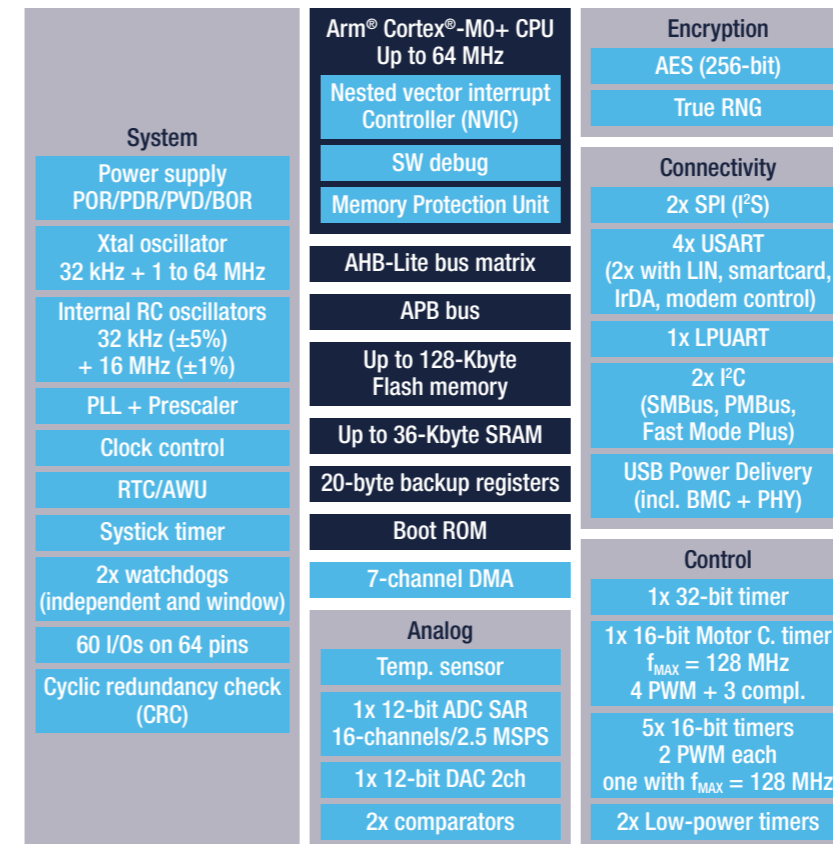 System
Power supply
POR/PDR/PVD/BOR
Xtal oscillator
32 kHz + 1 to 64 MHz
Internal RC oscillators
32 kHz (±5%)
+ 16 MHz (±1%)
PLL + Prescaler
Clock control
RTC/AWU
Systick timer
2x watchdogs
(independent and window)
60 I/Os on 64 pins
Cyclic redundancy check
(CRC)
Arm® Cortex®-M0+ CPU
Up to 64 MHz
Nested vector interrupt
Controller (NVIC)
SW debug
Memory Protection Unit
AHB-Lite bus matrix
APB bus
Up to 128-Kbyte
Flash memory
Up to 36-Kbyte SRAM
20-byte backup registers
Boot ROM
7-channel DMA
Analog
Temp. sensor
1x 12-bit ADC SAR
16-channels/2.5 MSPS
1x 12-bit DAC 2ch
2x comparators
Encryption
AES (256-bit)
True RNG
Connectivity
2x SPI (I²S)
4x USART
(2x with LIN, smartcard,
IrDA, modem control)
1x LPUART
2x I²C
(SMBus, PMBus,
Fast Mode Plus)
USB Power Delivery
(incl. BMC + PHY)
Control
1x 32-bit timer
1x 16-bit Motor C. timer
fMAX = 128 MHz
4 PWM + 3 compl.
5x 16-bit timers
2 PWM each
one with fMAX = 128 MHz
2x Low-power timers